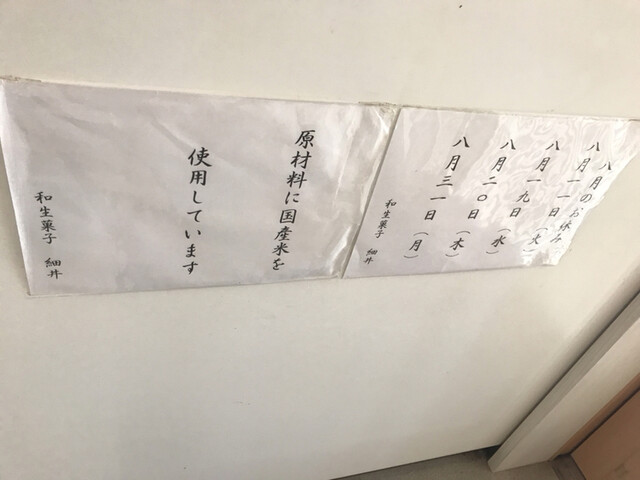 八月のお休み
八月一一日（火）
八月一九日（水）
八月二〇日（木）
八月三一日（月）
和生菓子　細井
原材料に国産米を
使用しています
和生菓子　細井